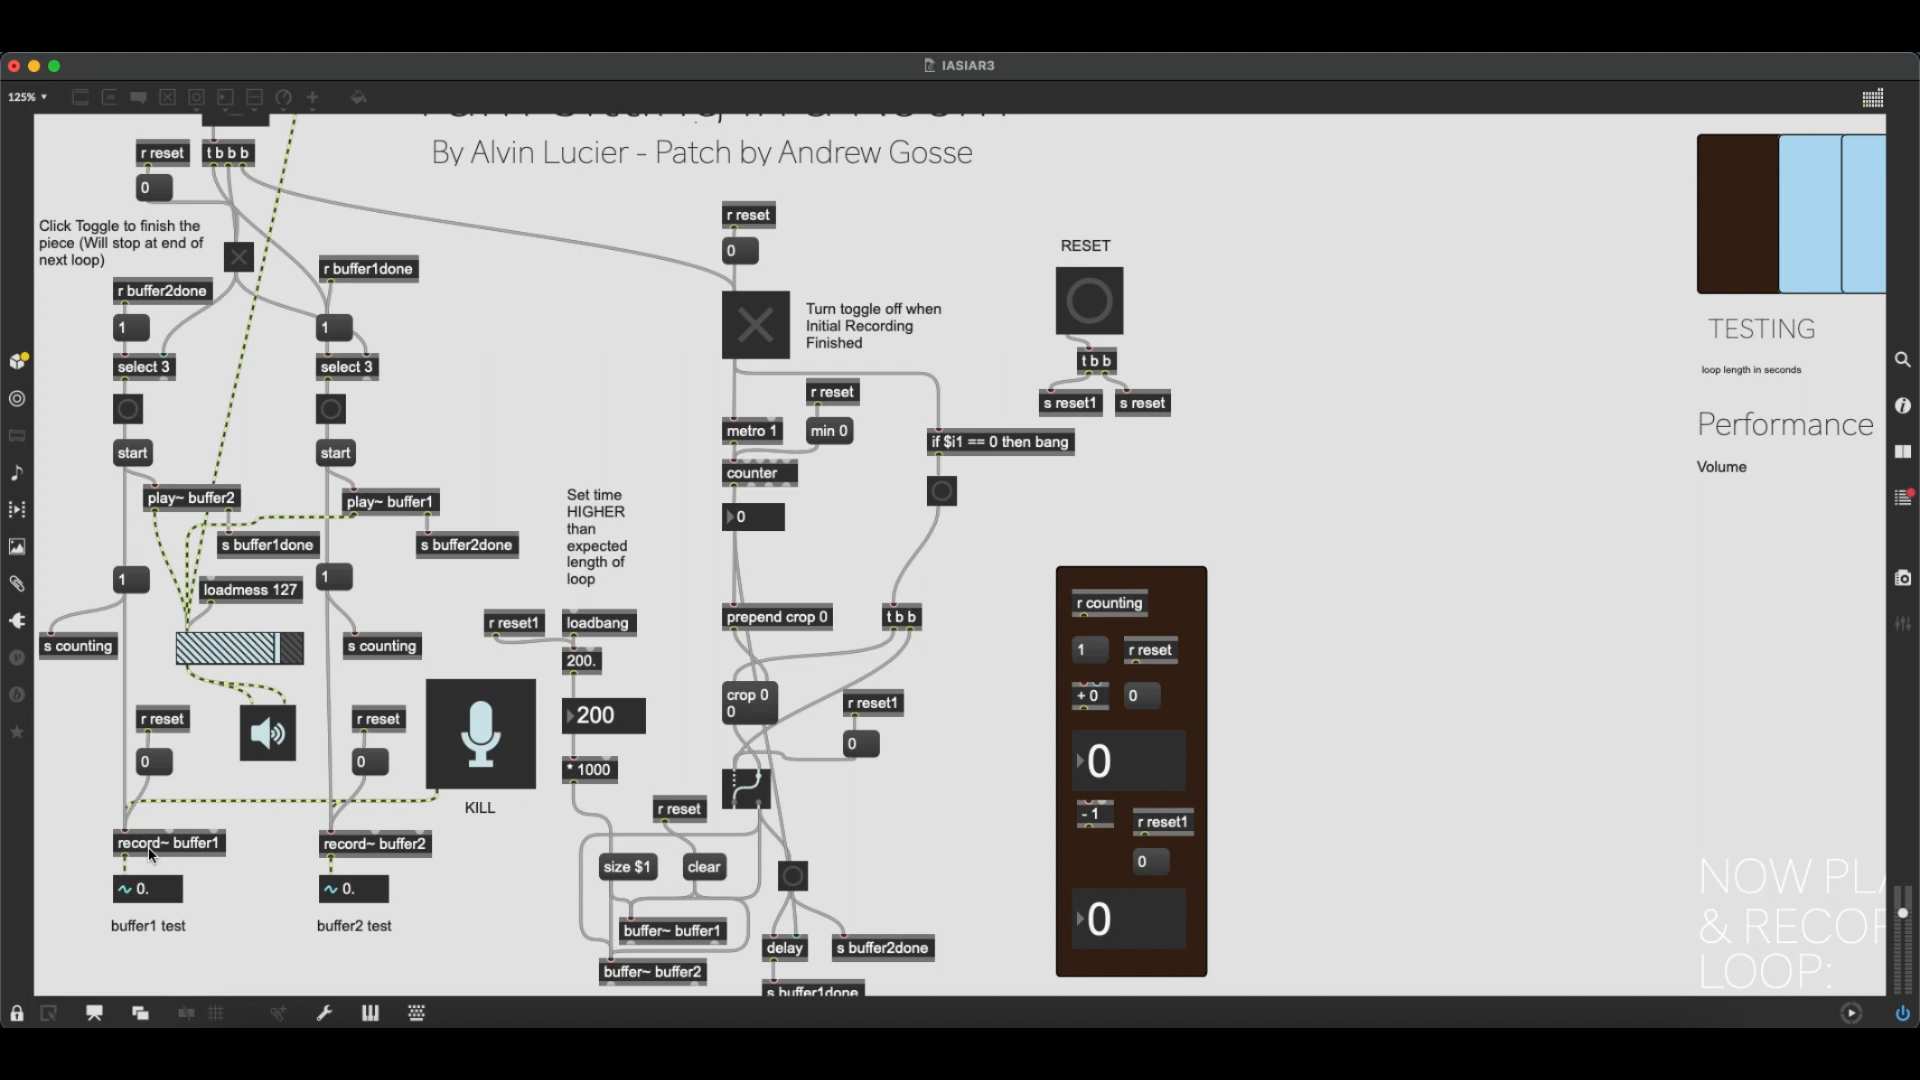 IASIAR3
125%
By Alvin Lucier - Patch by Andrew Gosse
r reset
t b b b
0
Click Toggle to finish the
piece (Will stop at end of
next loop)
r buffer2done
1
select 3
start
play~ buffer2
s buffer1done
1
loadmess 127
s counting
r reset
0
record~ buffer1
0.
buffer1 test
r buffer1done
1
select 3
start
play~ buffer1
s buffer2done
1
s counting
r reset
0
record~ buffer2
0.
buffer2 test
KILL
Set time
HIGHER
than
expected
length of
loop
r reset1
loadbang
200.
200
* 1000
r reset
size $1
clear
buffer~ buffer1
buffer~ buffer2
r reset
0
Turn toggle off when
Initial Recording
Finished
r reset
metro 1
min 0
counter
0
if $i1 == 0 then bang
prepend crop 0
t b b
crop 0
0
r reset1
0
delay
s buffer2done
s buffer1done
RESET
t b b
s reset1
s reset
r counting
1
r reset
+ 0
0
0
- 1
r reset1
0
0
TESTING
loop length in seconds
Performance
Volume
NOW PLA
& RECOR
LOOP: